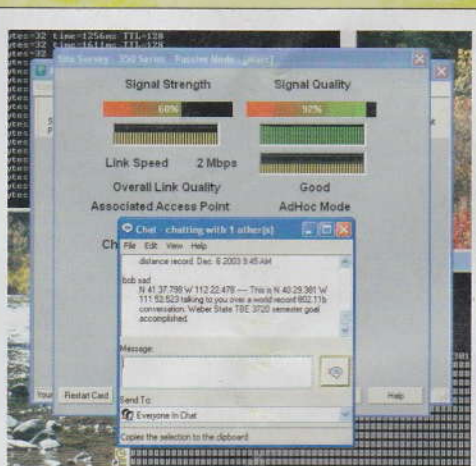 ytes=32 time=1256ms TTL=128
ytes=32 time=1611ms TTL=128
ytes=32
Site Survey - 350 Series - Passive Mode
Signal Strength
Signal Quality
60%
92%
Link Speed 2 Mbps
Overall Link Quality Good
Associated Access Point AdHoc Mode
Ch
Chat - chatting with 1 other(s)
File Edit View Help
distance record. Dec. 6 2003 9:45 AM
bob said
N 41 37.798 W 112 22.478 ---- This is N 40 29.381 W
111 52.523 talking to you over a world record 802.11b
conversation. Weber State TBE 3720 semester goal
accomplished.
Message:
Send To:
Everyone In Chat
Copies the selection to the clipboard
Your
Restart Card
Help